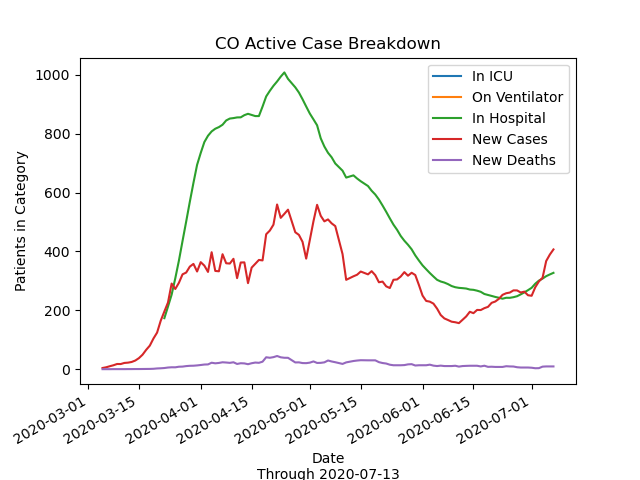 CO Active Case Breakdown
In ICU
On Ventilator
In Hospital
New Cases
New Deaths
Patients in Category
1000
800
600
400
200
0
2020-03-01
2020-03-15
2020-04-01
2020-04-15
2020-05-01
2020-05-15
2020-06-01
2020-06-15
2020-07-01
Date
Through 2020-07-13